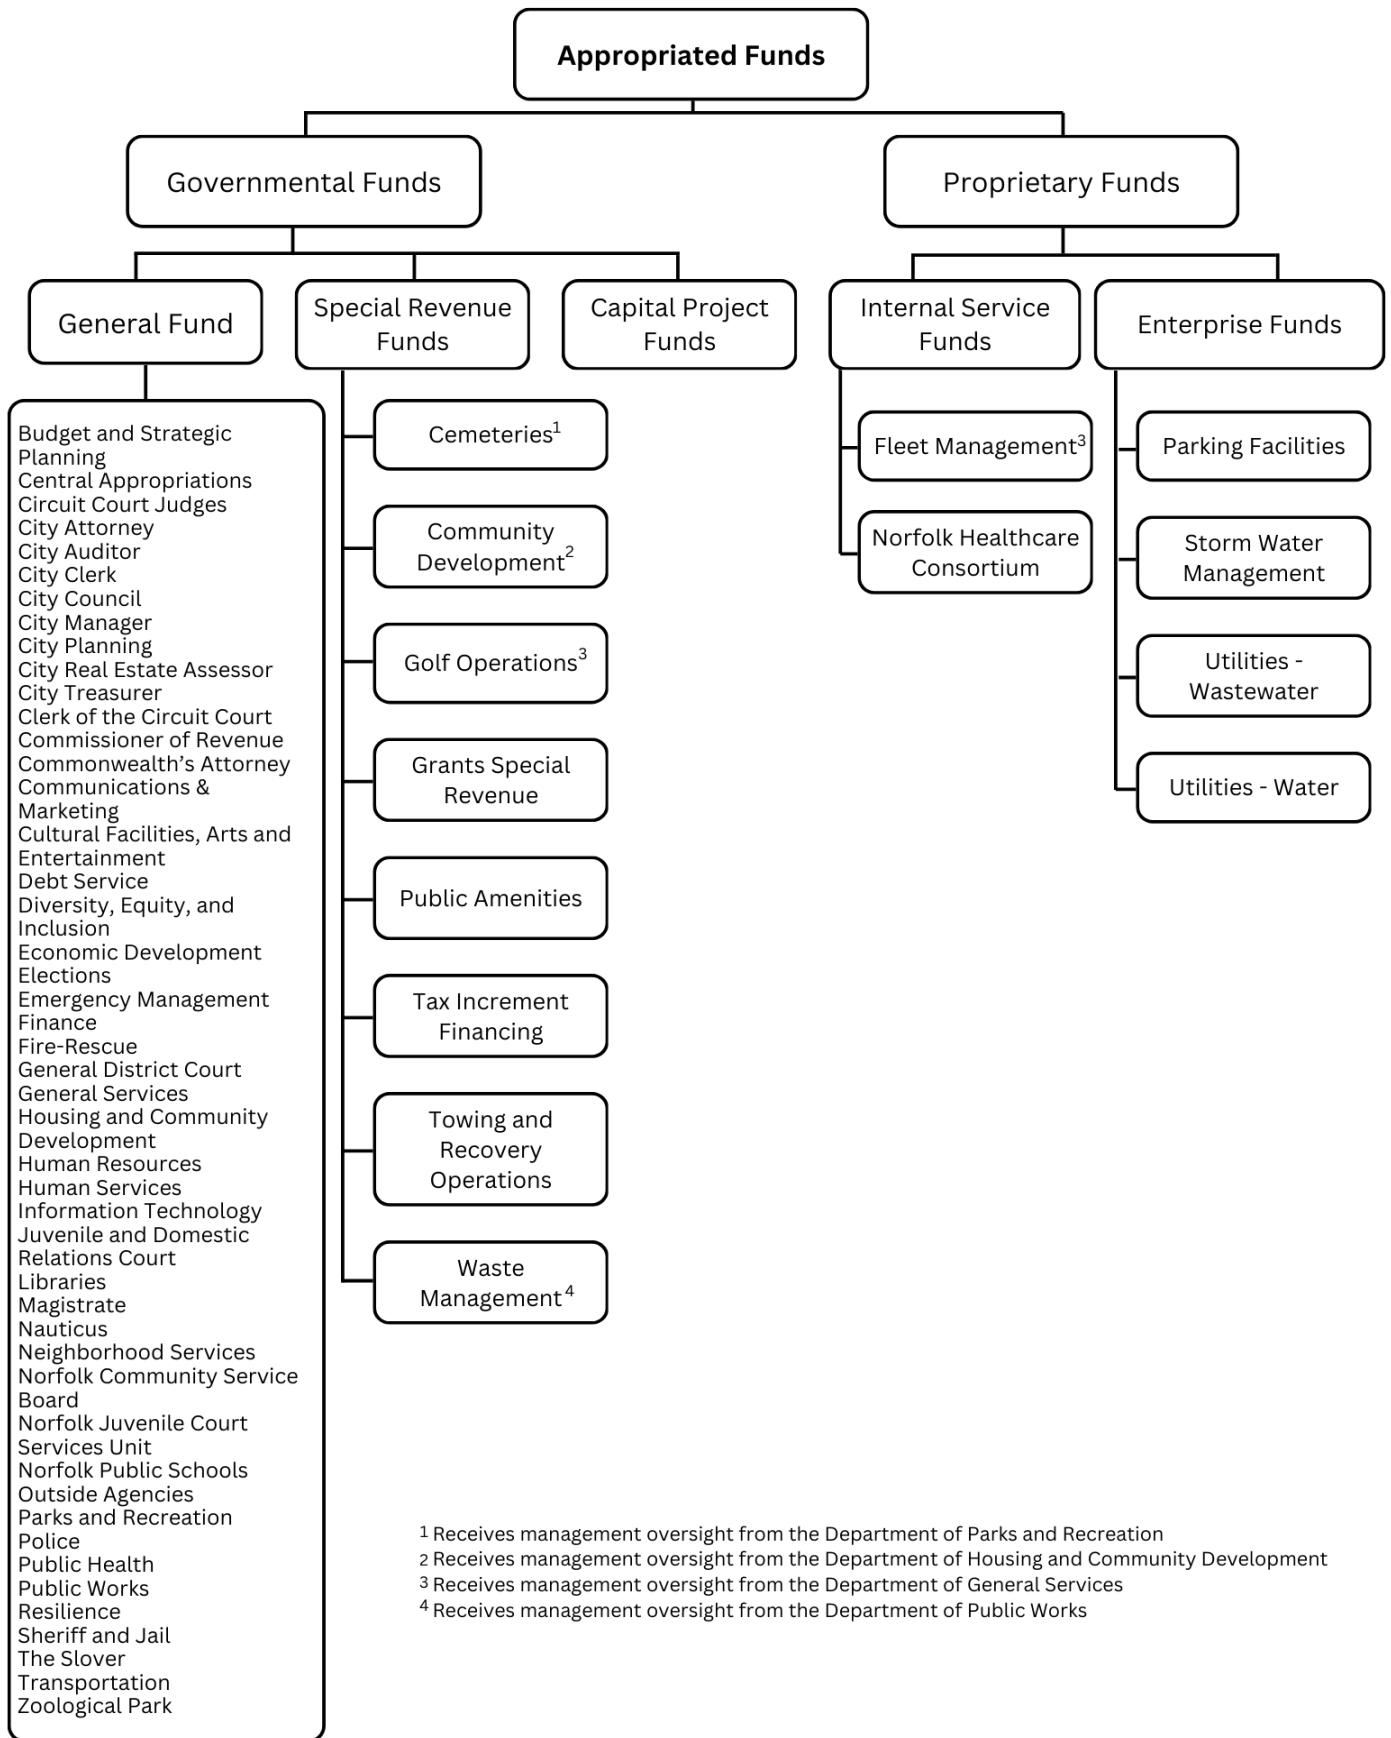 Appropriated Funds
Governmental Funds
Proprietary Funds
General Fund
Special Revenue
Funds
Capital Project
Funds
Internal Service
Funds
Enterprise Funds
Budget and Strategic
Planning
Central Appropriations
Circuit Court Judges
City Attorney
City Auditor
City Clerk
City Council
City Manager
City Planning
City Real Estate Assessor
City Treasurer
Clerk of the Circuit Court
Commissioner of Revenue
Commonwealth’s Attorney
Communications &
Marketing
Cultural Facilities, Arts and
Entertainment
Debt Service
Diversity, Equity, and
Inclusion
Economic Development
Elections
Emergency Management
Finance
Fire-Rescue
General District Court
General Services
Housing and Community
Development
Human Resources
Human Services
Information Technology
Juvenile and Domestic
Relations Court
Libraries
Magistrate
Nauticus
Neighborhood Services
Norfolk Community Service
Board
Norfolk Juvenile Court
Services Unit
Norfolk Public Schools
Outside Agencies
Parks and Recreation
Police
Public Health
Public Works
Resilience
Sheriff and Jail
The Slover
Transportation
Zoological Park
Cemeteries¹
Community
Development²
Golf Operations³
Grants Special
Revenue
Public Amenities
Tax Increment
Financing
Towing and
Recovery
Operations
Waste
Management⁴
Fleet Management³
Norfolk Healthcare
Consortium
Parking Facilities
Storm Water
Management
Utilities -
Wastewater
Utilities - Water
¹ Receives management oversight from the Department of Parks and Recreation
² Receives management oversight from the Department of Housing and Community Development
³ Receives management oversight from the Department of General Services
⁴ Receives management oversight from the Department of Public Works